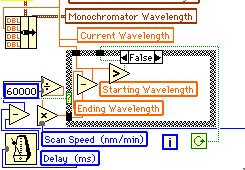 DBL
Monochromator Wavelength
DBL
DBL
Current Wavelength
False
60000
Starting Wavelength
Ending Wavelength
Scan Speed (nm/min)
i
Delay (ms)